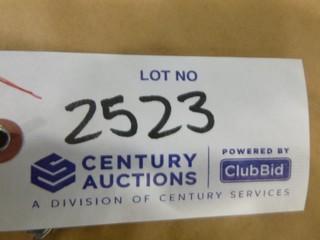 LOT NO
2523
CENTURY
AUCTIONS
POWERED BY
ClubBid
A DIVISION OF CENTURY SERVICES